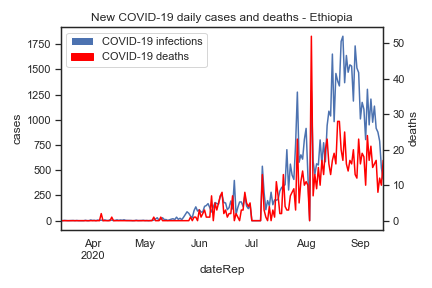 New COVID-19 daily cases and deaths - Ethiopia
COVID-19 infections
COVID-19 deaths
cases
1750
1500
1250
1000
750
500
250
0
deaths
50
40
30
20
10
0
Apr May Jun Jul Aug Sep
2020
dateRep